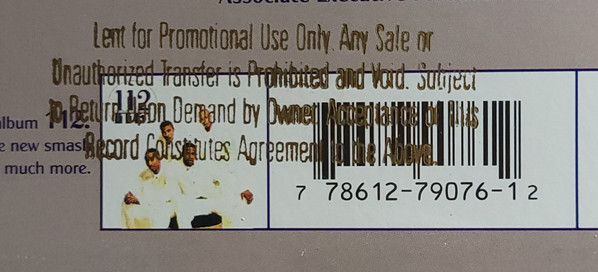 Associate Executive
Lent for Promotional Use Only. Any Sale or
Unauthorized Transfer is Prohibited and Void. Subject
to Return Upon Demand by Owner. Acceptance of This
Record Constitutes Agreement to the Above.
112
album 112.
e new smash
much more.
7 78612-79076-1 2